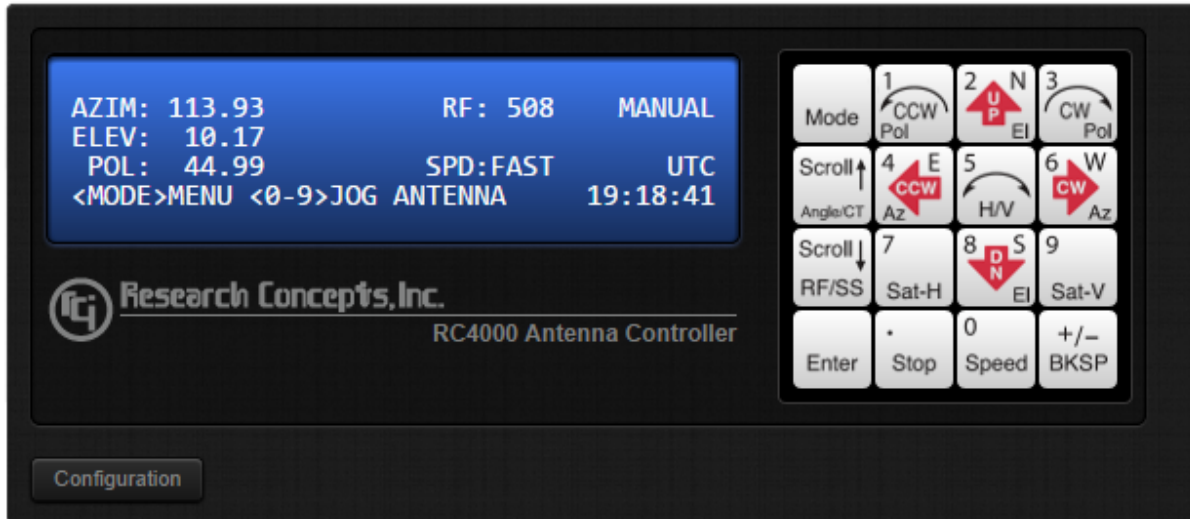 AZIM: 113.93 RF: 508 MANUAL
ELEV: 10.17
POL: 44.99 SPD:FAST UTC
<MODE>MENU <0-9>JOG ANTENNA 19:18:41
rci Research Concepts, Inc.
RC4000 Antenna Controller
Mode
1 CCW Pol
2 N UP El
3 CW Pol
Scroll Angle/CT
4 E CCW Az
5 H/V
6 W CW Az
Scroll RF/SS
7 Sat-H
8 S DN El
9 Sat-V
Enter
. Stop
0 Speed
+/- BKSP
Configuration